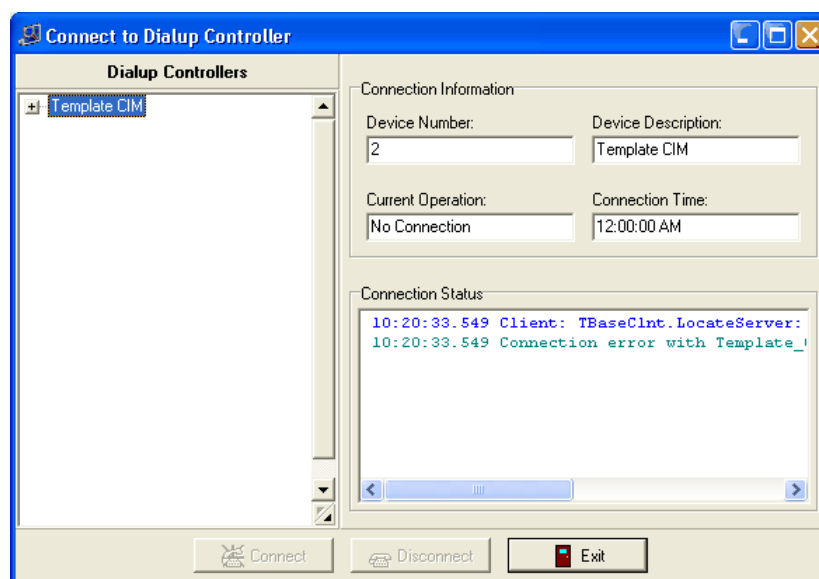 Connect to Dialup Controller
Dialup Controllers
Template CIM
Connection Information
Device Number:
Device Description:
2
Template CIM
Current Operation:
Connection Time:
No Connection
12:00:00 AM
Connection Status
10:20:33.549 Client: TBaseClnt.LocateServer:
10:20:33.549 Connection error with Template_
Connect
Disconnect
Exit